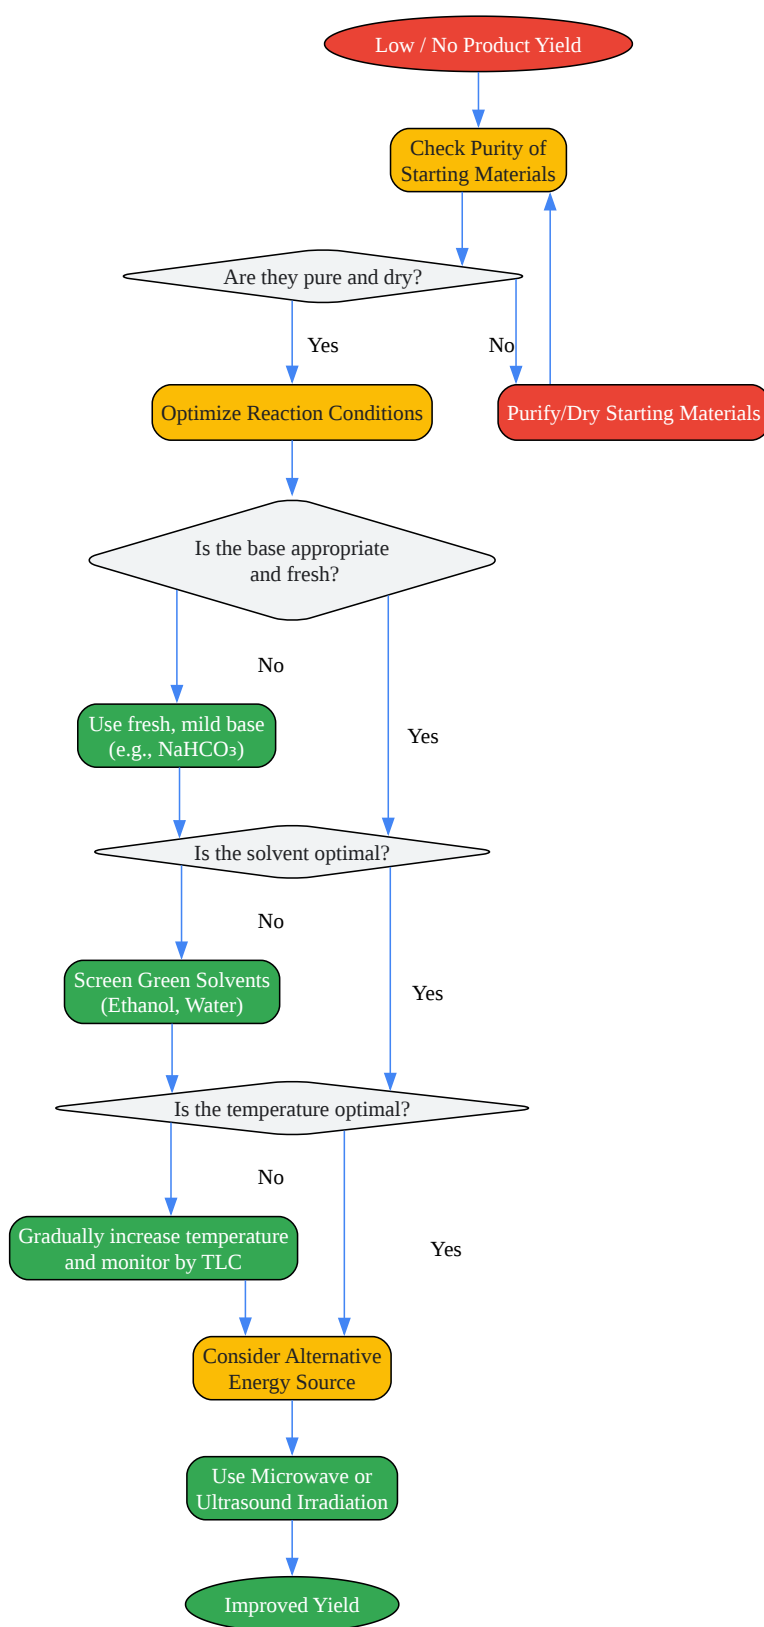 Low / No Product Yield
Check Purity of
Starting Materials
Are they pure and dry?
Yes
No
Optimize Reaction Conditions
Purify/Dry Starting Materials
Is the base appropriate
and fresh?
No
Use fresh, mild base
(e.g., NaHCO₃)
Yes
Is the solvent optimal?
No
Screen Green Solvents
(Ethanol, Water)
Yes
Is the temperature optimal?
No
Gradually increase temperature
and monitor by TLC
Yes
Consider Alternative
Energy Source
Use Microwave or
Ultrasound Irradiation
Improved Yield